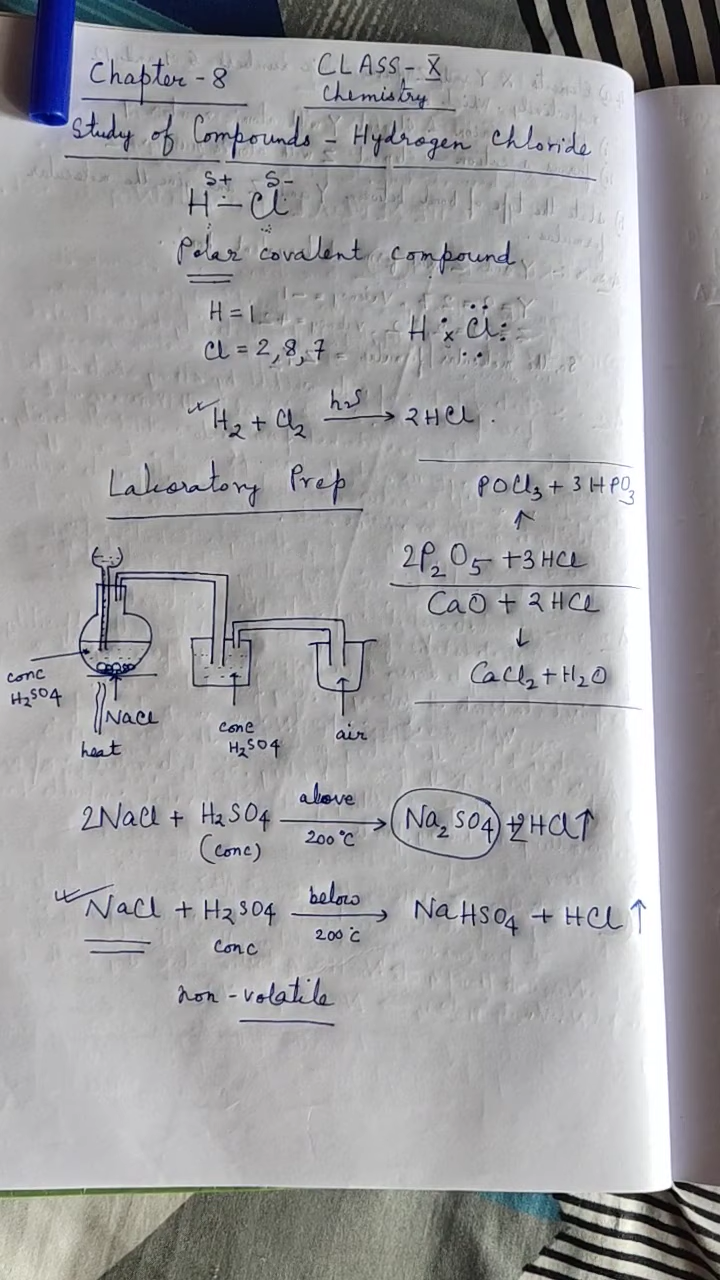 Chapter-8
CLASS-X
Chemistry
Study of Compounds - Hydrogen Chloride
δ+ δ-
H - Cl
Polar covalent compound
H = 1
Cl = 2, 8, 7
H Cl
H₂ + Cl₂ →hνs 2HCl.
Laboratory Prep
POCl₃ + 3HPO₃
↑
2P₂O₅ + 3HCl
CaO + 2HCl
↓
CaCl₂ + H₂O
conc
H₂SO₄
NaCl
heat
conc
H₂SO₄
air
above
2NaCl + H₂SO₄ → Na₂SO₄ + 2HCl↑
(conc)
200°C
below
NaCl + H₂SO₄ → NaHSO₄ + HCl↑
conc
200°C
non-volatile